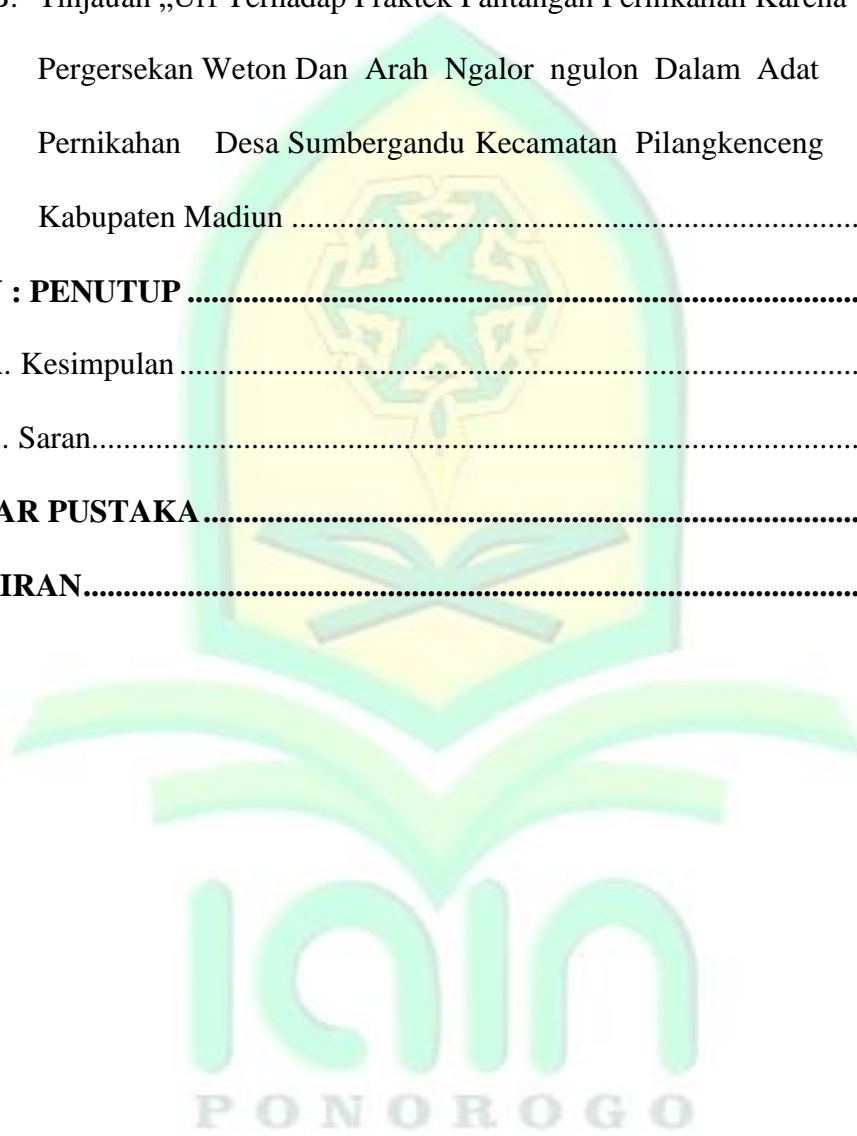 Tinjauan „Urf Terhadap Praktek Pantangan Pernikahan Karena
Pergersekan Weton Dan Arah Ngalor ngulon Dalam Adat
Pernikahan Desa Sumbergandu Kecamatan Pilangkenceng
Kabupaten Madiun ........................................................................
: PENUTUP ....................................................................................
. Kesimpulan .....................................................................................
. Saran................................................................................................
AR PUSTAKA ..................................................................................
IRAN.................................................................................................
iain
PONOROGO